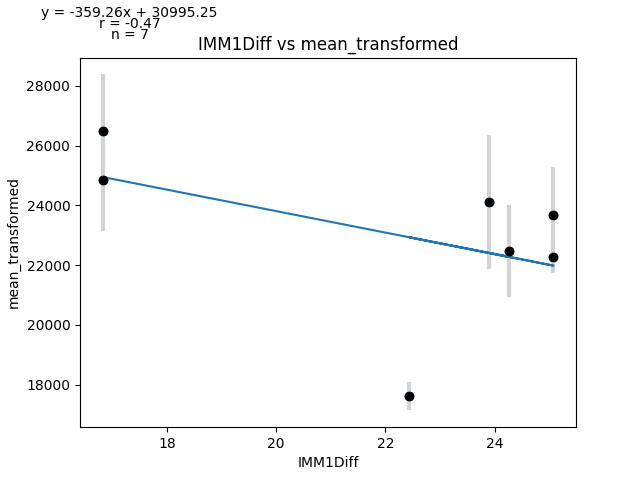 y = -359.26x + 30995.25
r = -0.47
n = 7
IMM1Diff vs mean_transformed
28000
26000
24000
22000
20000
18000
mean_transformed
18
20
22
24
IMM1Diff